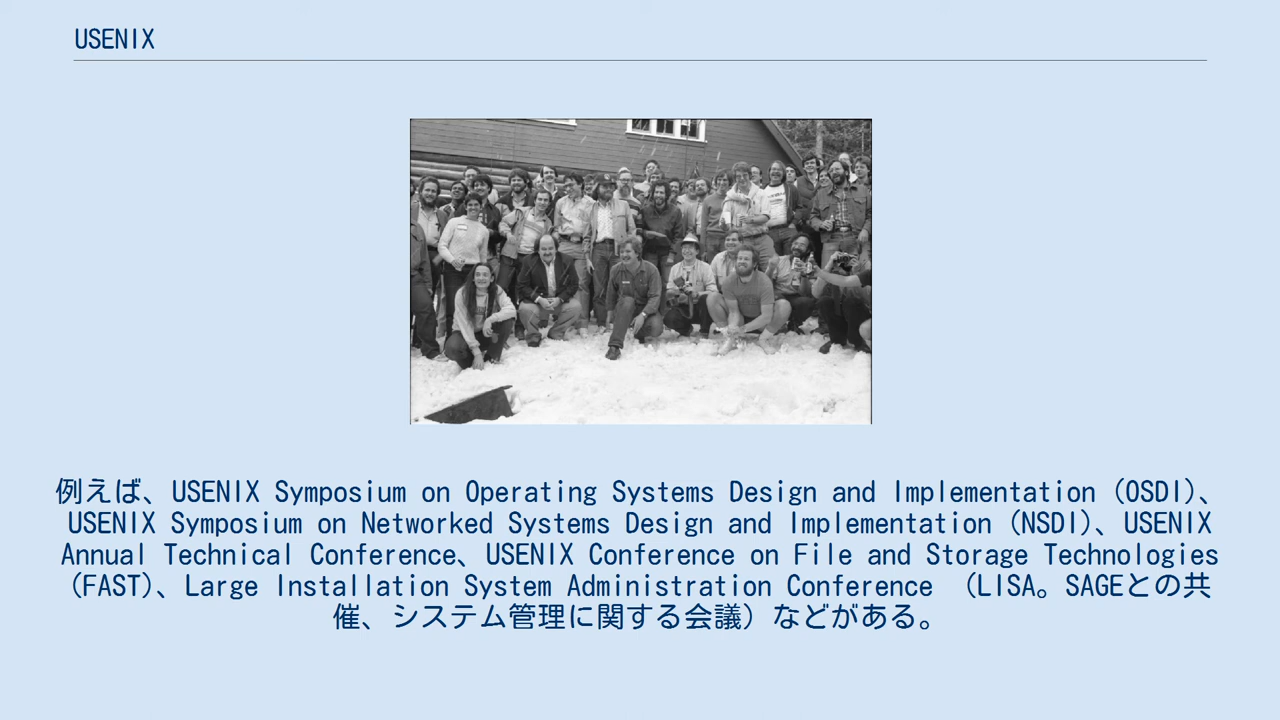 USENIX
例えば、USENIX Symposium on Operating Systems Design and Implementation (OSDI)、
USENIX Symposium on Networked Systems Design and Implementation (NSDI)、USENIX
Annual Technical Conference、USENIX Conference on File and Storage Technologies
(FAST)、Large Installation System Administration Conference （LISA。SAGEとの共
催、システム管理に関する会議）などがある。